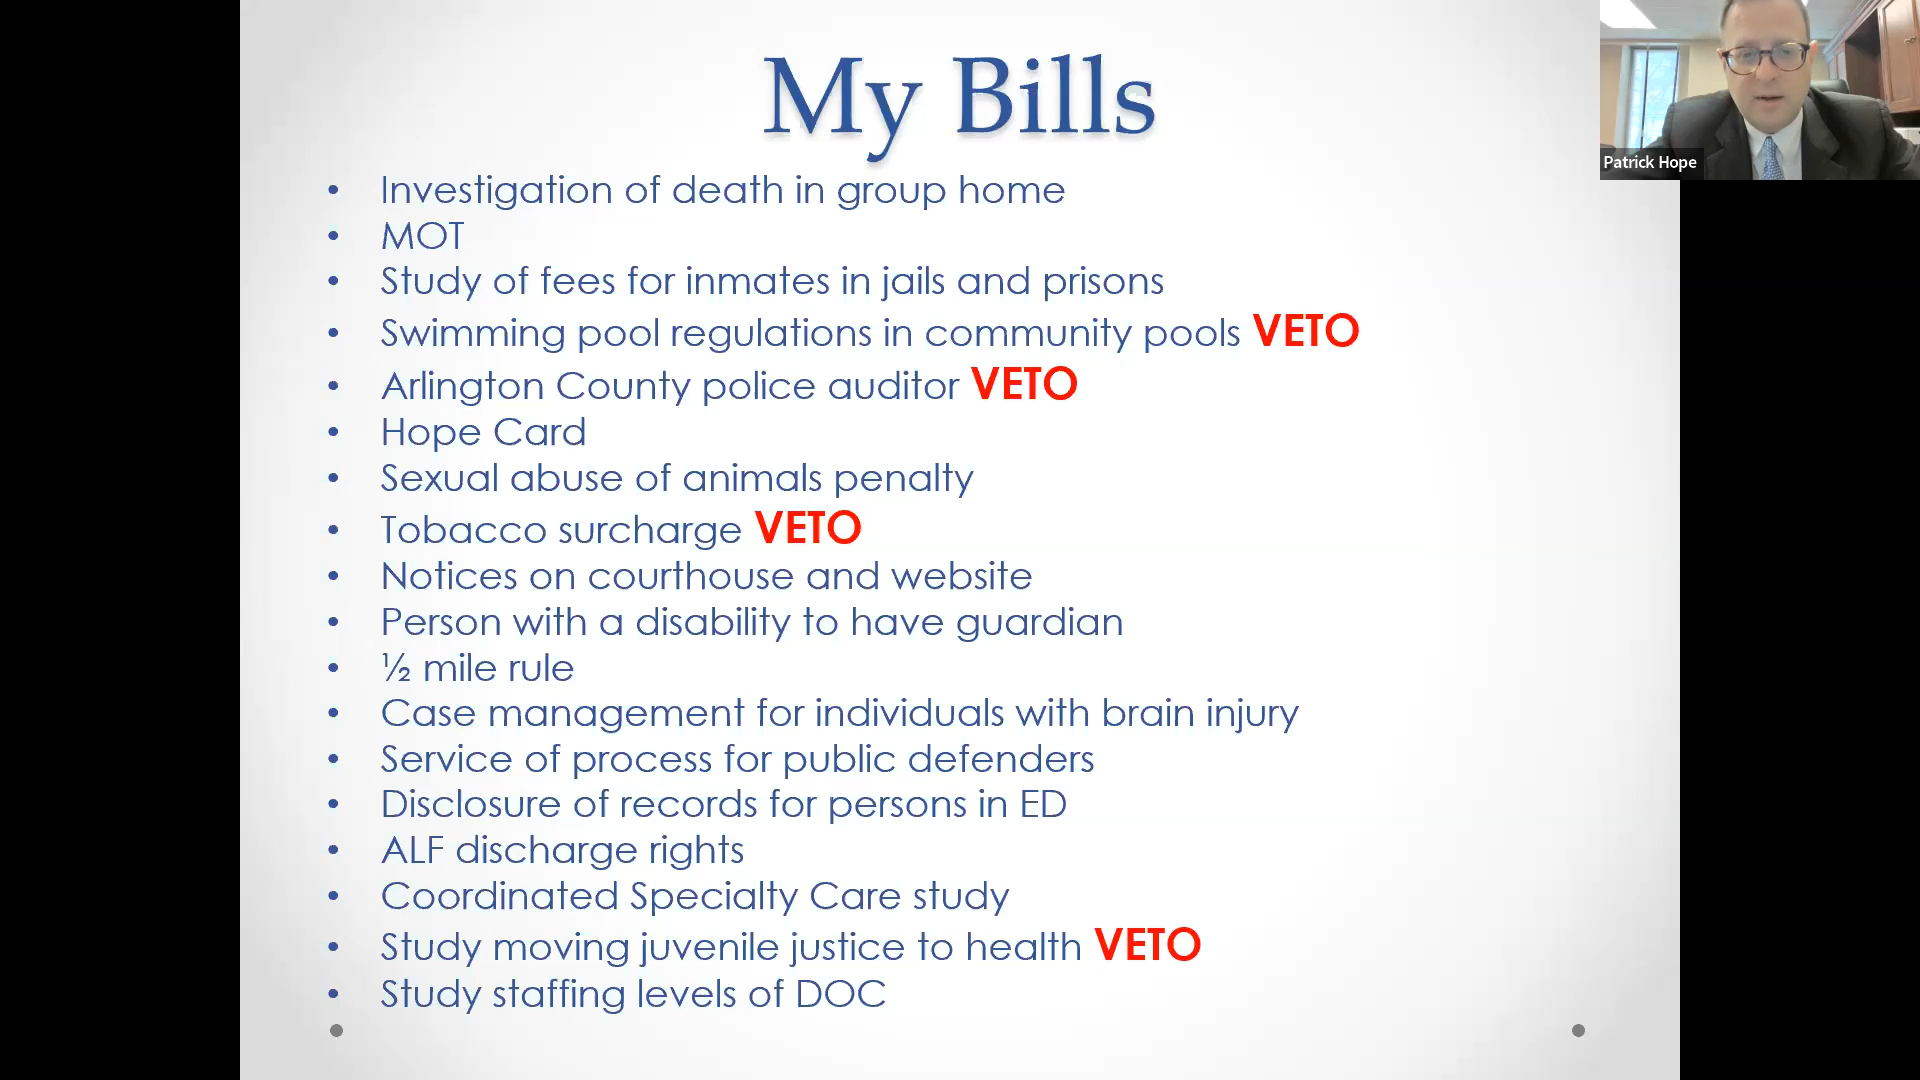 My Bills
Patrick Hope
• Investigation of death in group home
• MOT
• Study of fees for inmates in jails and prisons
• Swimming pool regulations in community pools VETO
• Arlington County police auditor VETO
• Hope Card
• Sexual abuse of animals penalty
• Tobacco surcharge VETO
• Notices on courthouse and website
• Person with a disability to have guardian
• ½ mile rule
• Case management for individuals with brain injury
• Service of process for public defenders
• Disclosure of records for persons in ED
• ALF discharge rights
• Coordinated Specialty Care study
• Study moving juvenile justice to health VETO
• Study staffing levels of DOC